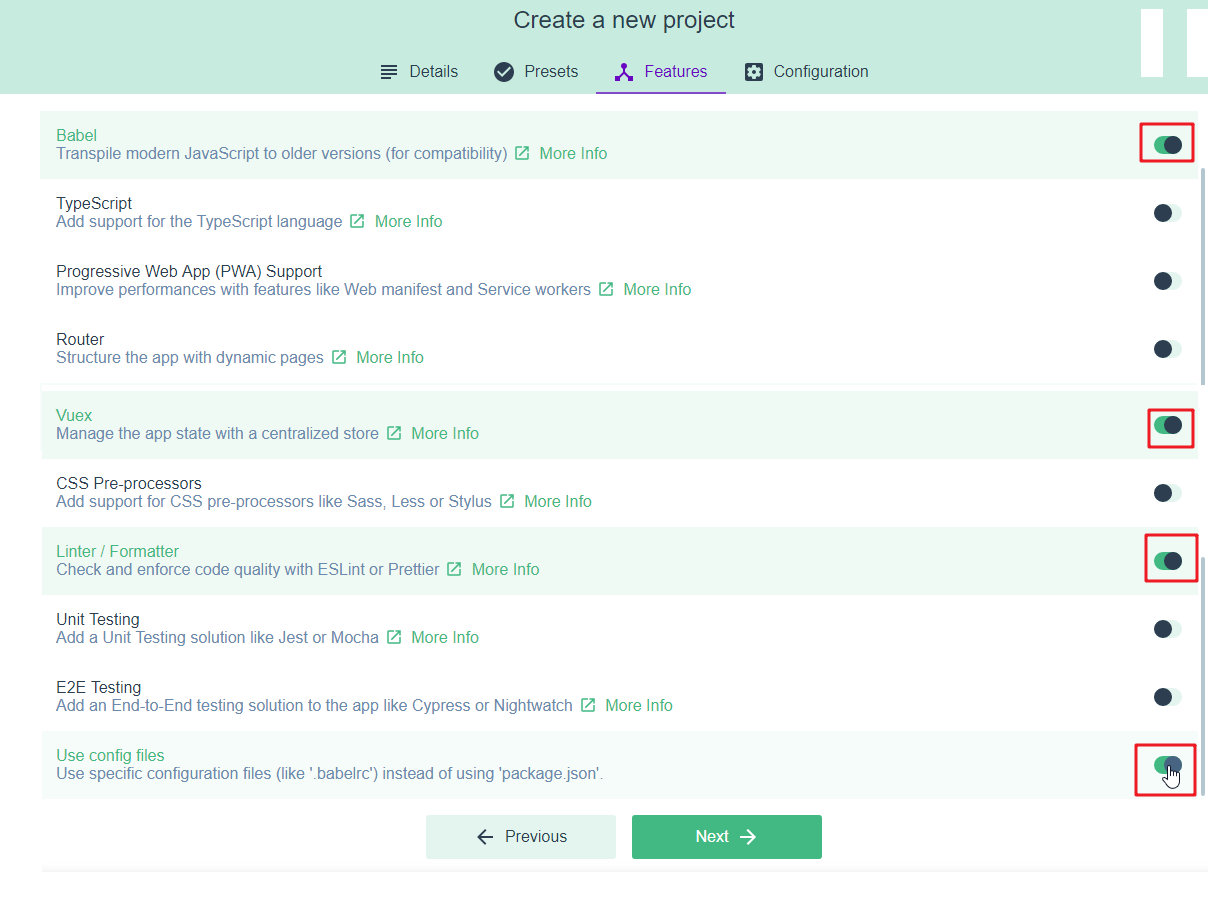 Create a new project
Details Presets Features Configuration
Babel
Transpile modern JavaScript to older versions (for compatibility) More Info
TypeScript
Add support for the TypeScript language More Info
Progressive Web App (PWA) Support
Improve performances with features like Web manifest and Service workers More Info
Router
Structure the app with dynamic pages More Info
Vuex
Manage the app state with a centralized store More Info
CSS Pre-processors
Add support for CSS pre-processors like Sass, Less or Stylus More Info
Linter / Formatter
Check and enforce code quality with ESLint or Prettier More Info
Unit Testing
Add a Unit Testing solution like Jest or Mocha More Info
E2E Testing
Add an End-to-End testing solution to the app like Cypress or Nightwatch More Info
Use config files
Use specific configuration files (like '.babelrc') instead of using 'package.json'.
Previous Next